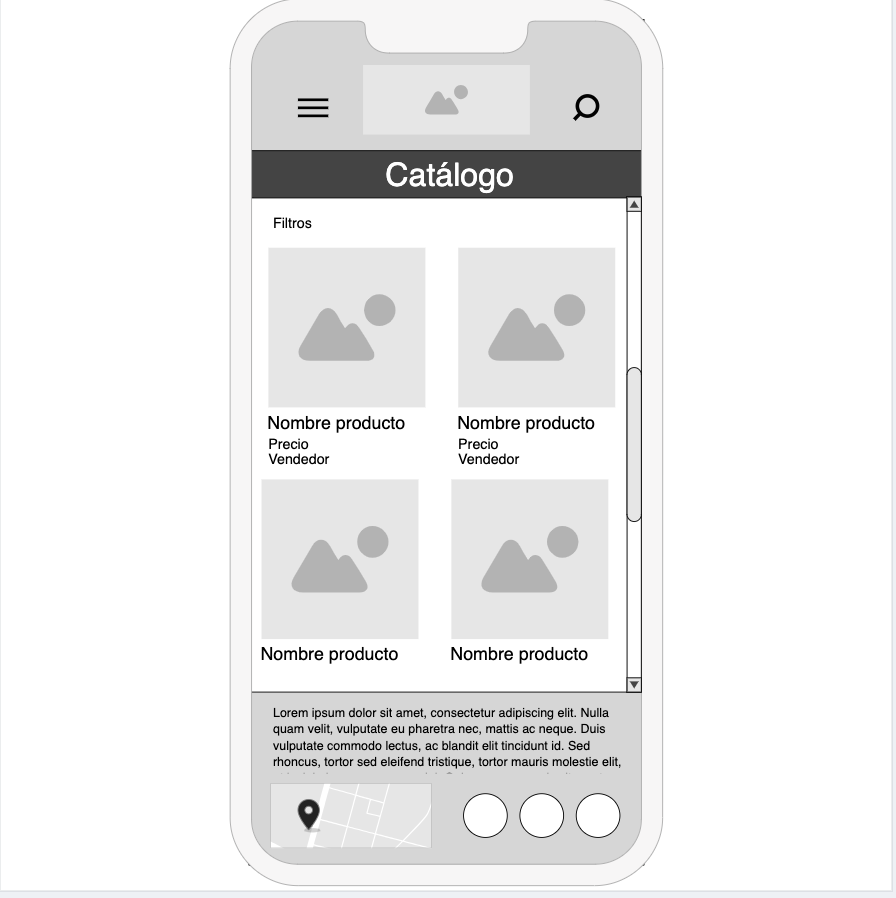 Catálogo
Filtros
Nombre producto
Precio
Vendedor
Nombre producto
Precio
Vendedor
Nombre producto
Nombre producto
Lorem ipsum dolor sit amet, consectetur adipiscing elit. Nulla
quam velit, vulputate eu pharetra nec, mattis ac neque. Duis
vulputate commodo lectus, ac blandit elit tincidunt id. Sed
rhoncus, tortor sed eleifend tristique, tortor mauris molestie elit,